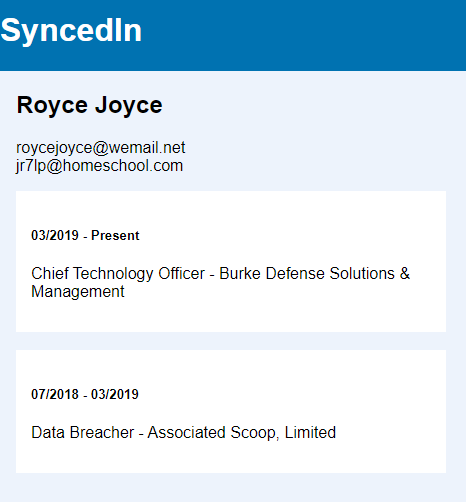 SyncedIn
Royce Joyce
roycejoyce@wemail.net
jr7lp@homeschool.com
03/2019 - Present
Chief Technology Officer - Burke Defense Solutions &
Management
07/2018 - 03/2019
Data Breacher - Associated Scoop, Limited